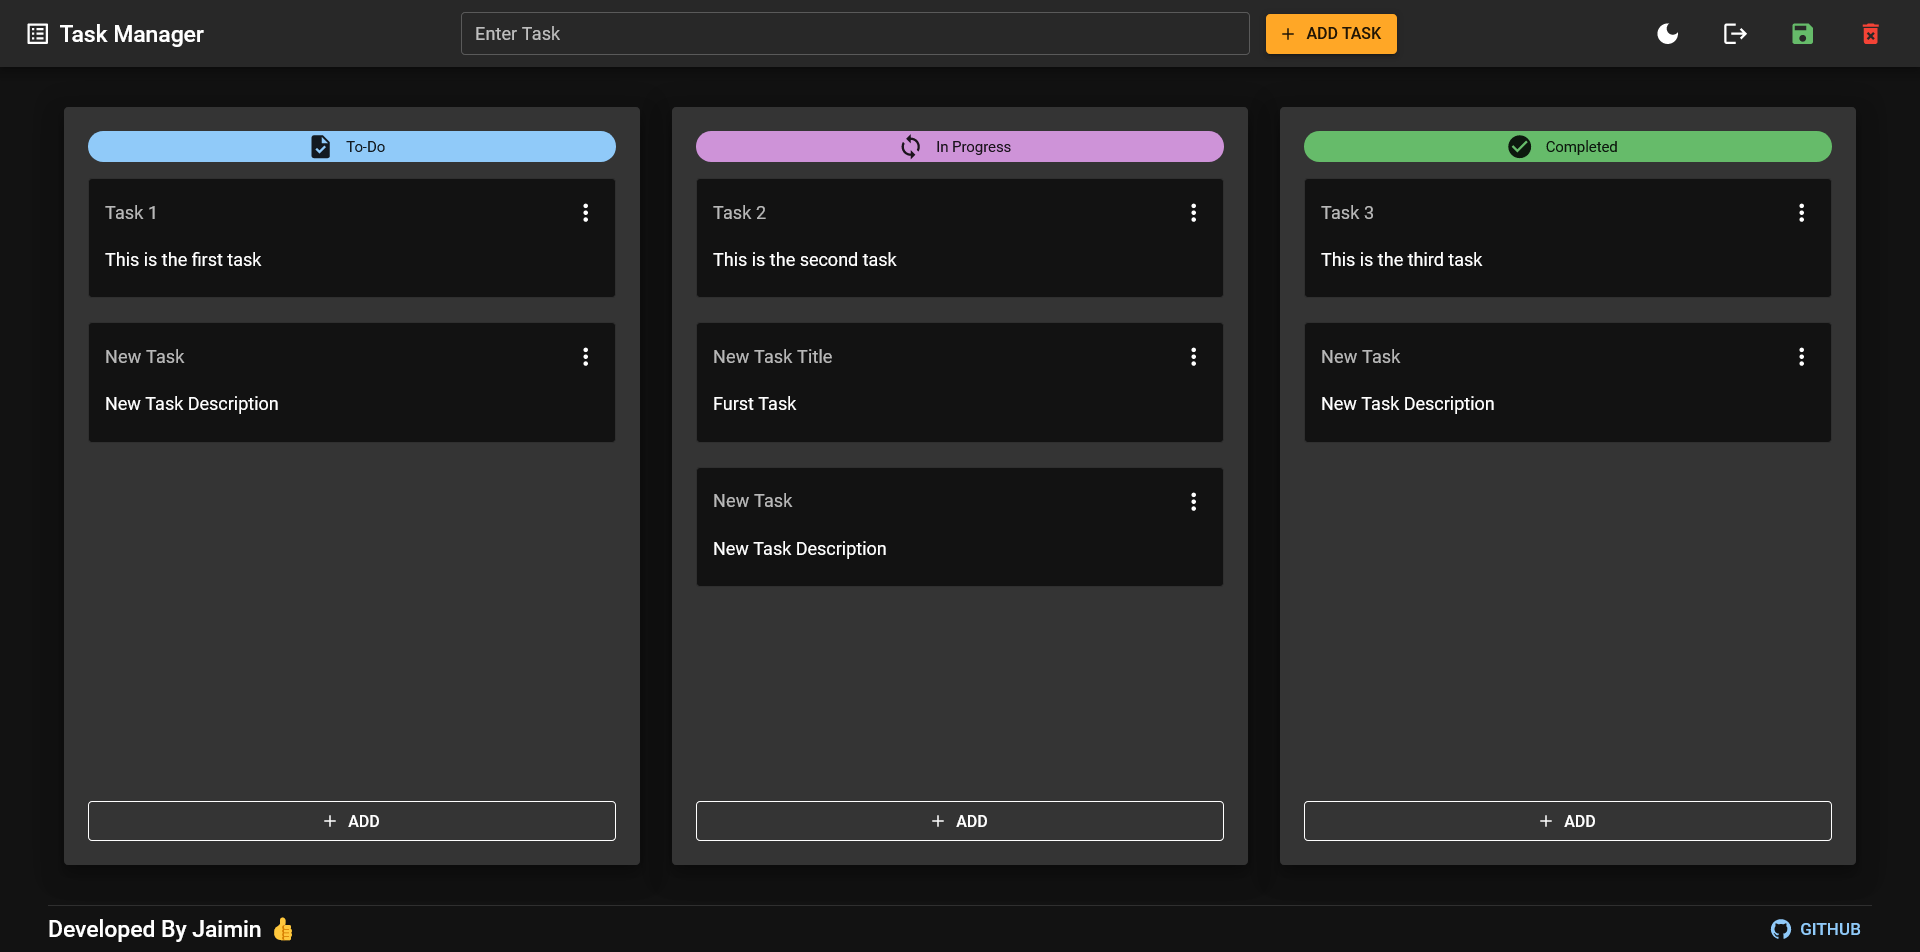 Task Manager
Enter Task
ADD TASK
To-Do
Task 1
This is the first task
New Task
New Task Description
ADD
In Progress
Task 2
This is the second task
New Task Title
Furst Task
New Task
New Task Description
ADD
Completed
Task 3
This is the third task
New Task
New Task Description
ADD
Developed By Jaimin 👍
GITHUB